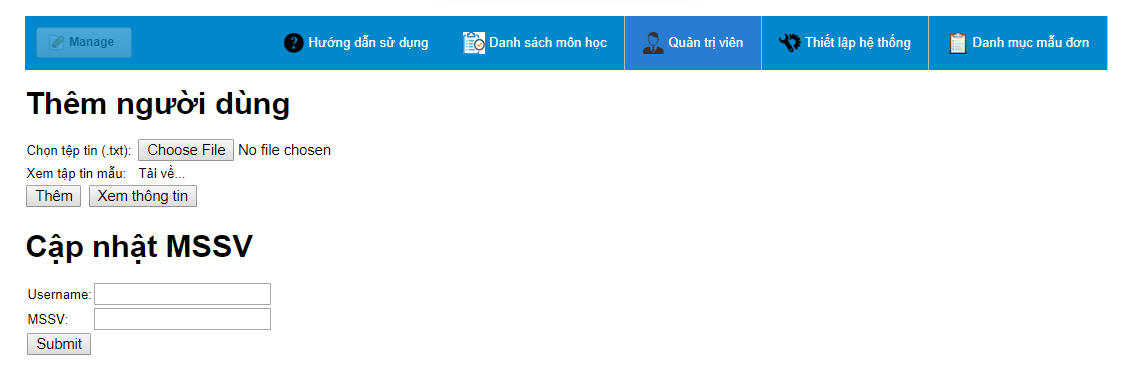 Manage Hướng dẫn sử dụng Danh sách môn học Quản trị viên Thiết lập hệ thống Danh mục mẫu đơn
Thêm người dùng
Chọn tệp tin (.txt): Choose File No file chosen
Xem tập tin mẫu: Tải về...
Thêm Xem thông tin
Cập nhật MSSV
Username:
MSSV:
Submit